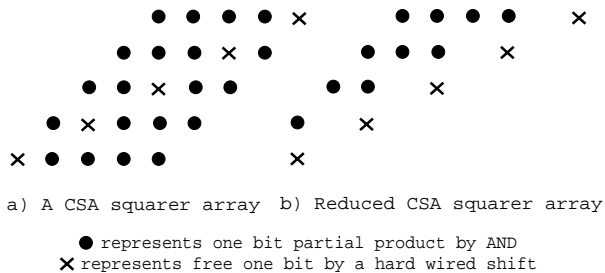 a) A CSA squarer array b) Reduced CSA squarer array
represents one bit partial product by AND
represents free one bit by a hard wired shift